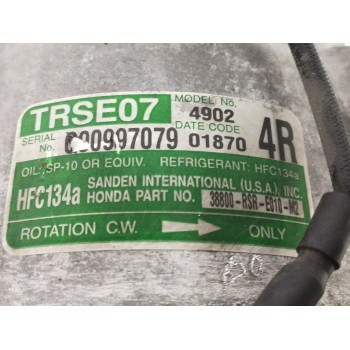 TRSE07 MODEL No. 4902
SERIAL No. 000997079 DATE CODE 01870 4R
OIL: SP-10 OR EQUIV. REFRIGERANT: HFC134a
HFC134a SANDEN INTERNATIONAL (U.S.A.), INC.
HONDA PART NO. 38800-RSR-E010-M2
ROTATION C.W. ONLY